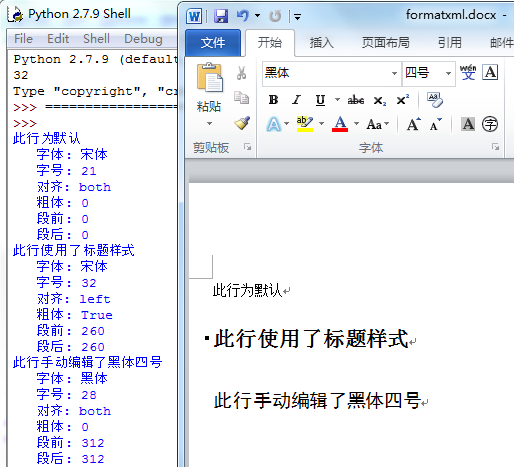 Python 2.7.9 Shell
File Edit Shell Debug
Python 2.7.9 (default
32
Type "copyright", "cr
>>> ===================
>>>
此行为默认
字体: 宋体
字号: 21
对齐: both
粗体: 0
段前: 0
段后: 0
此行使用了标题样式
字体: 宋体
字号: 32
对齐: left
粗体: True
段前: 260
段后: 260
此行手动编辑了黑体四号
字体: 黑体
字号: 28
对齐: both
粗体: 0
段前: 312
段后: 312
formatxml.docx -
文件 开始 插入 页面布局 引用 邮件
粘贴
剪贴板
黑体 四号 wén文 A
B I U abc x₂ x² Aa
A ab A Aa A A A 字
字体
此行为默认
此行使用了标题样式
此行手动编辑了黑体四号